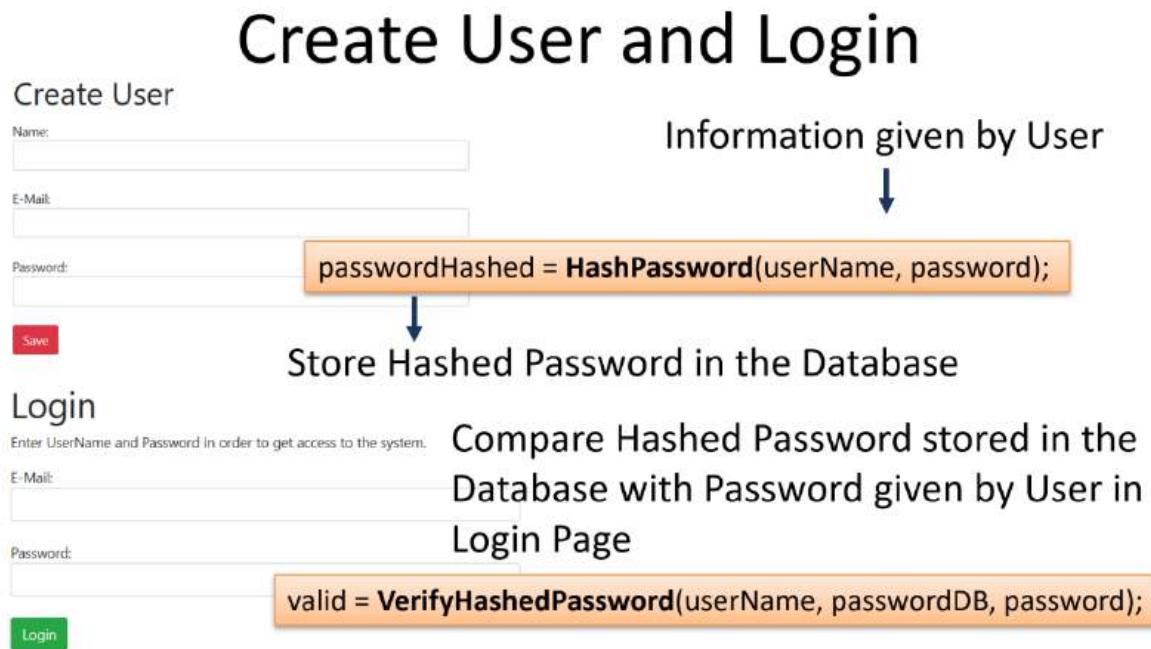 Create User and Login
Create User
Name:
Information given by User
E-Mail:
Password:
passwordHashed = HashPassword(userName, password);
Save
Store Hashed Password in the Database
Login
Enter UserName and Password in order to get access to the system.
E-Mail:
Compare Hashed Password stored in the
Database with Password given by User in
Login Page
Password:
valid = VerifyHashedPassword(userName, passwordDB, password);
Login